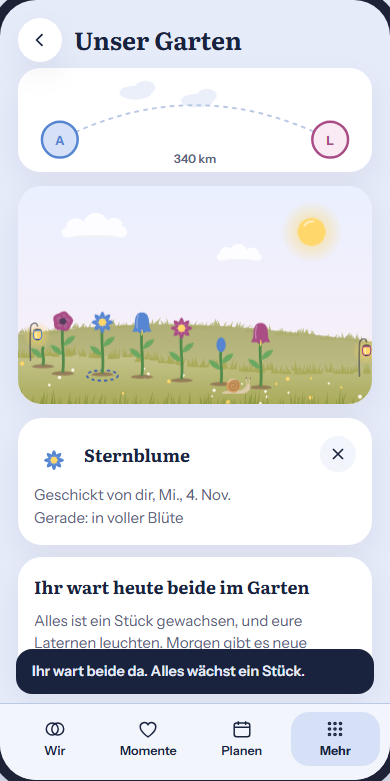 Unser Garten
A
L
340 km
Sternblume
Geschickt von dir, Mi., 4. Nov.
Gerade: in voller Blüte
Ihr wart heute beide im Garten
Alles ist ein Stück gewachsen, und eure
Laternen leuchten. Morgen gibt es neue
Ihr wart beide da. Alles wächst ein Stück.
Wir
Momente
Planen
Mehr